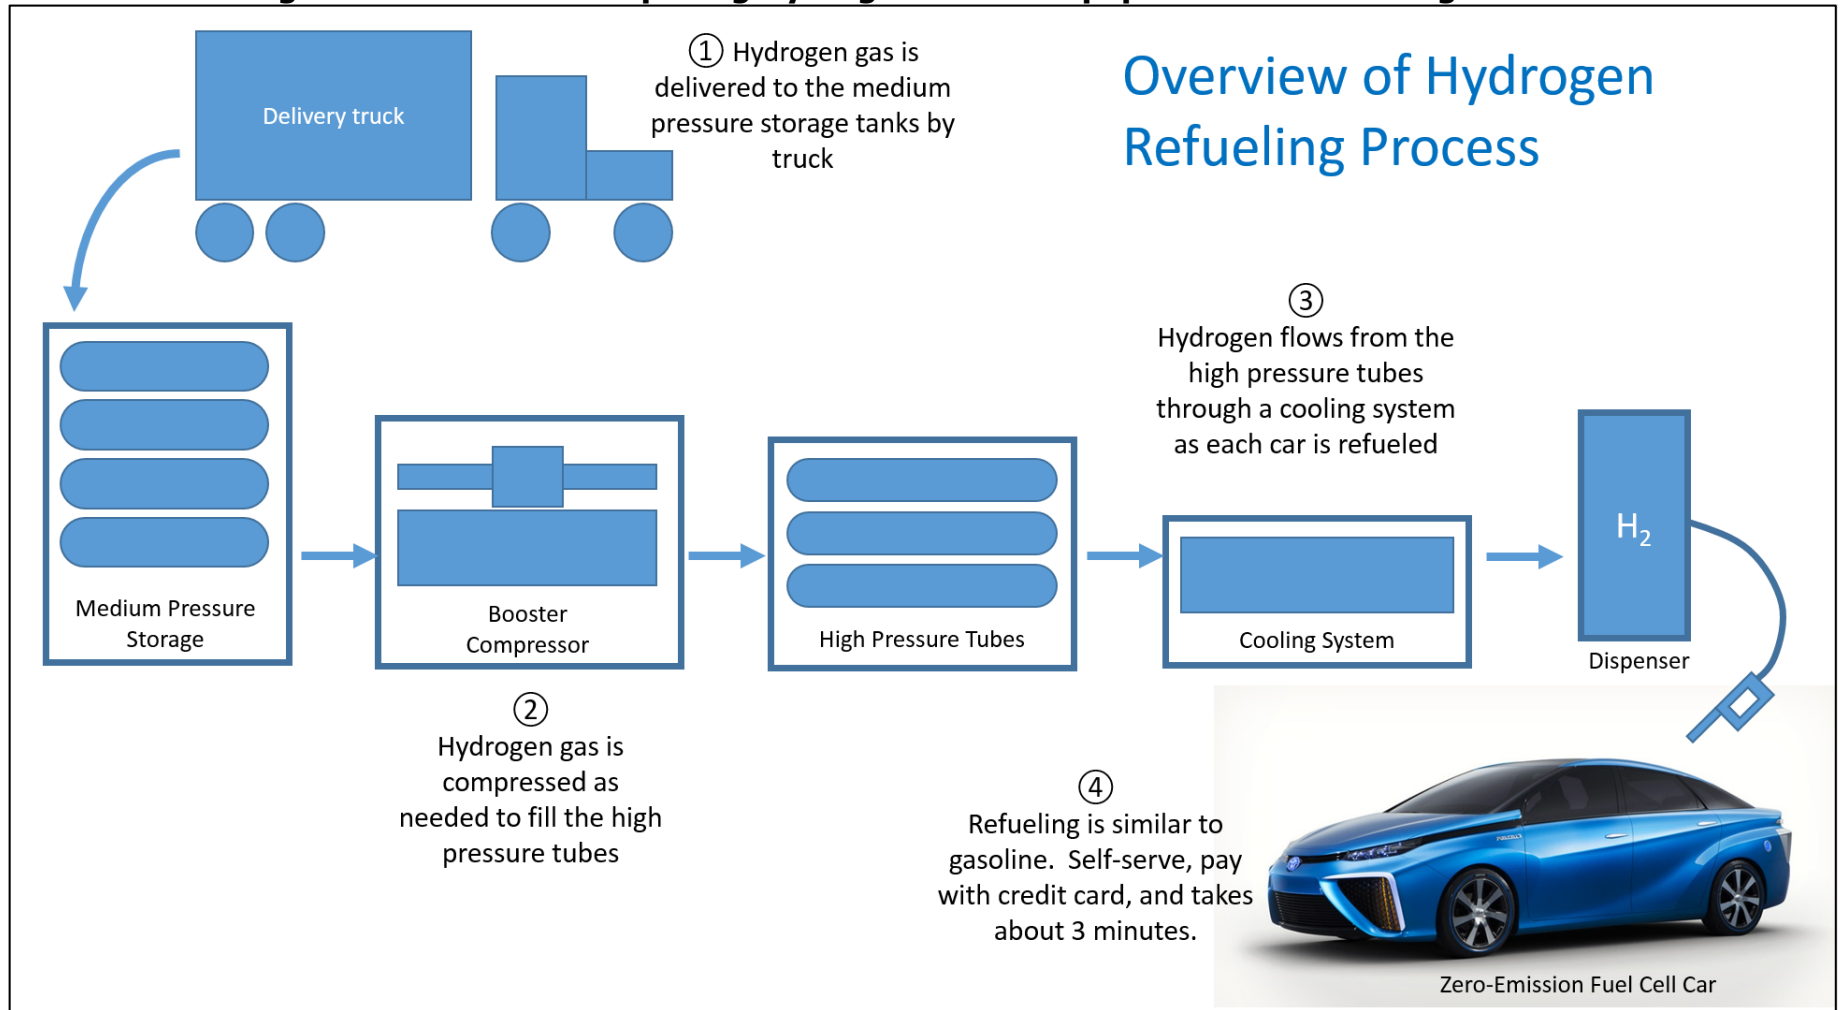 Overview of Hydrogen
Refueling Process
① Hydrogen gas is
delivered to the medium
pressure storage tanks by
truck
Delivery truck
Medium Pressure
Storage
Booster
Compressor
② 
Hydrogen gas is
compressed as
needed to fill the high
pressure tubes
High Pressure Tubes
③
Hydrogen flows from the
high pressure tubes
through a cooling system
as each car is refueled
Cooling System
H₂
Dispenser
④
Refueling is similar to
gasoline.  Self-serve, pay
with credit card, and takes
about 3 minutes.
Zero-Emission Fuel Cell Car